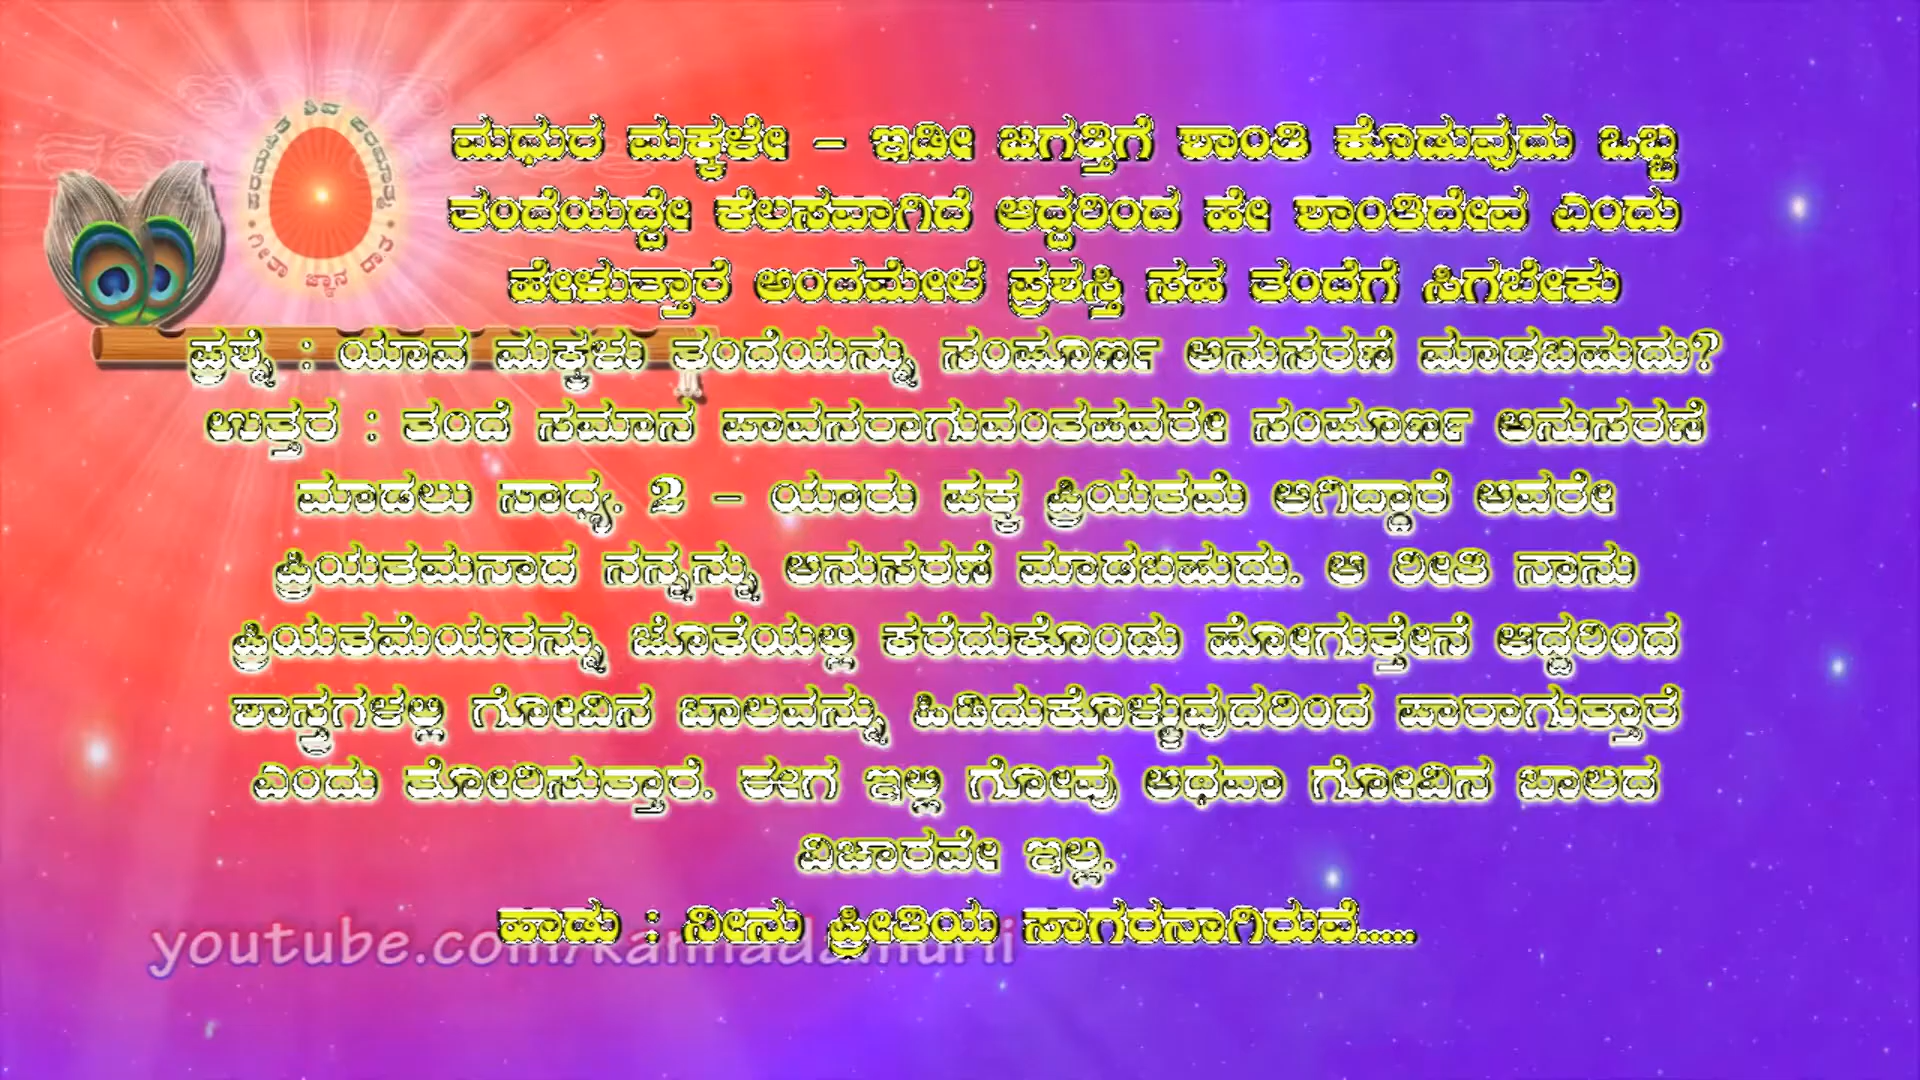 ಶಿವ ಪರಮಾತ್ಮ
ಗೀತಾ ಜ್ಞಾನ ದಾತ
ಮಧುರ ಮಕ್ಕಳೇ – ಇಡೀ ಜಗತ್ತಿಗೆ ಶಾಂತಿ ಕೊಡುವುದು ಒಬ್ಬ
ತಂದೆಯದ್ದೇ ಕೆಲಸವಾಗಿದೆ ಆದ್ದರಿಂದ ಹೇ ಶಾಂತಿದೇವ ಎಂದು
ಹೇಳುತ್ತಾರೆ ಅಂದಮೇಲೆ ಪ್ರಶಸ್ತಿ ಸಹ ತಂದೆಗೆ ಸಿಗಬೇಕು
ಪ್ರಶ್ನೆ : ಯಾವ ಮಕ್ಕಳು ತಂದೆಯನ್ನು ಸಂಪೂರ್ಣ ಅನುಸರಣೆ ಮಾಡಬಹುದು?
ಉತ್ತರ : ತಂದೆ ಸಮಾನ ಪಾವನರಾಗುವಂತಹವರೇ ಸಂಪೂರ್ಣ ಅನುಸರಣೆ
ಮಾಡಲು ಸಾಧ್ಯ. 2 – ಯಾರು ಪಕ್ಕ ಪ್ರಿಯತಮೆ ಆಗಿದ್ದಾರೆ ಅವರೇ
ಪ್ರಿಯತಮನಾದ ನನ್ನನ್ನು ಅನುಸರಣೆ ಮಾಡಬಹುದು. ಆ ರೀತಿ ನಾನು
ಪ್ರಿಯತಮೆಯರನ್ನು ಜೊತೆಯಲ್ಲಿ ಕರೆದುಕೊಂಡು ಹೋಗುತ್ತೇನೆ ಆದ್ದರಿಂದ
ಶಾಸ್ತ್ರಗಳಲ್ಲಿ ಗೋವಿನ ಬಾಲವನ್ನು ಹಿಡಿದುಕೊಳ್ಳುವುದರಿಂದ ಪಾರಾಗುತ್ತಾರೆ
ಎಂದು ತೋರಿಸುತ್ತಾರೆ. ಈಗ ಇಲ್ಲಿ ಗೋವು ಅಥವಾ ಗೋವಿನ ಬಾಲದ
ವಿಚಾರವೇ ಇಲ್ಲ.
ಹಾಡು : ನೀನು ಪ್ರೀತಿಯ ಸಾಗರನಾಗಿರುವೆ.....
youtube.com/kannadamurli